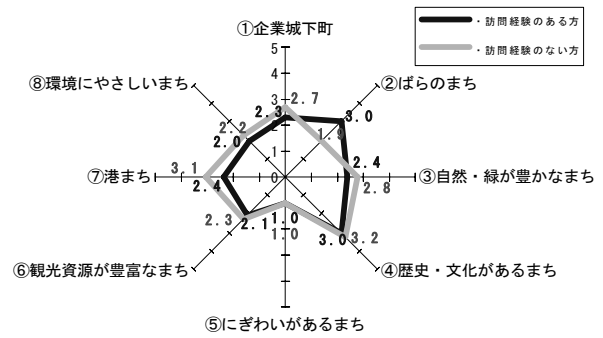 ・訪問経験のある方
・訪問経験のない方
①企業城下町
5
4
3
2
1
0
2.7
2.3
⑧環境にやさしいまち
②ばらのまち
2.2
2.0
3.0
1.9
3.1
2.4
⑦港まち
2.4
2.8
③自然・緑が豊かなまち
2.3
2.1
1.0
1.0
3.0
3.2
⑥観光資源が豊富なまち
④歴史・文化があるまち
⑤にぎわいがあるまち